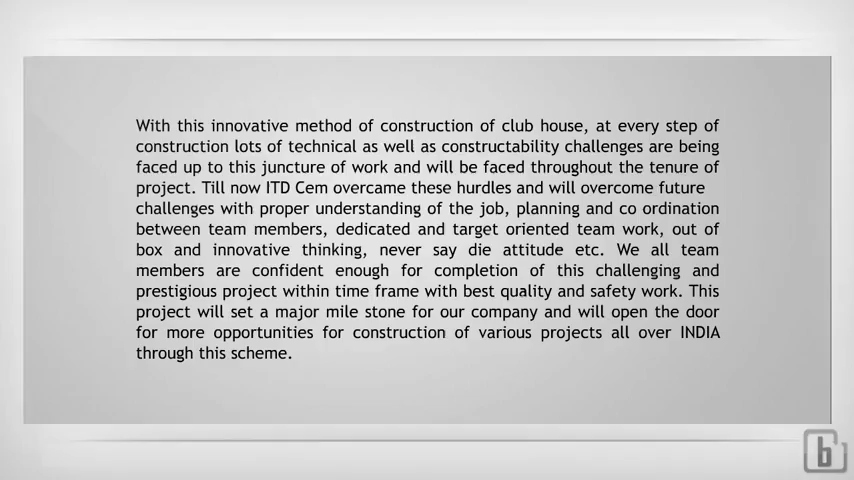 With this innovative method of construction of club house, at every step of
construction lots of technical as well as constructability challenges are being
faced up to this juncture of work and will be faced throughout the tenure of
project. Till now ITD Cem overcame these hurdles and will overcome future
challenges with proper understanding of the job, planning and co ordination
between team members, dedicated and target oriented team work, out of
box and innovative thinking, never say die attitude etc. We all team
members are confident enough for completion of this challenging and
prestigious project within time frame with best quality and safety work. This
project will set a major mile stone for our company and will open the door
for more opportunities for construction of various projects all over INDIA
through this scheme.
b